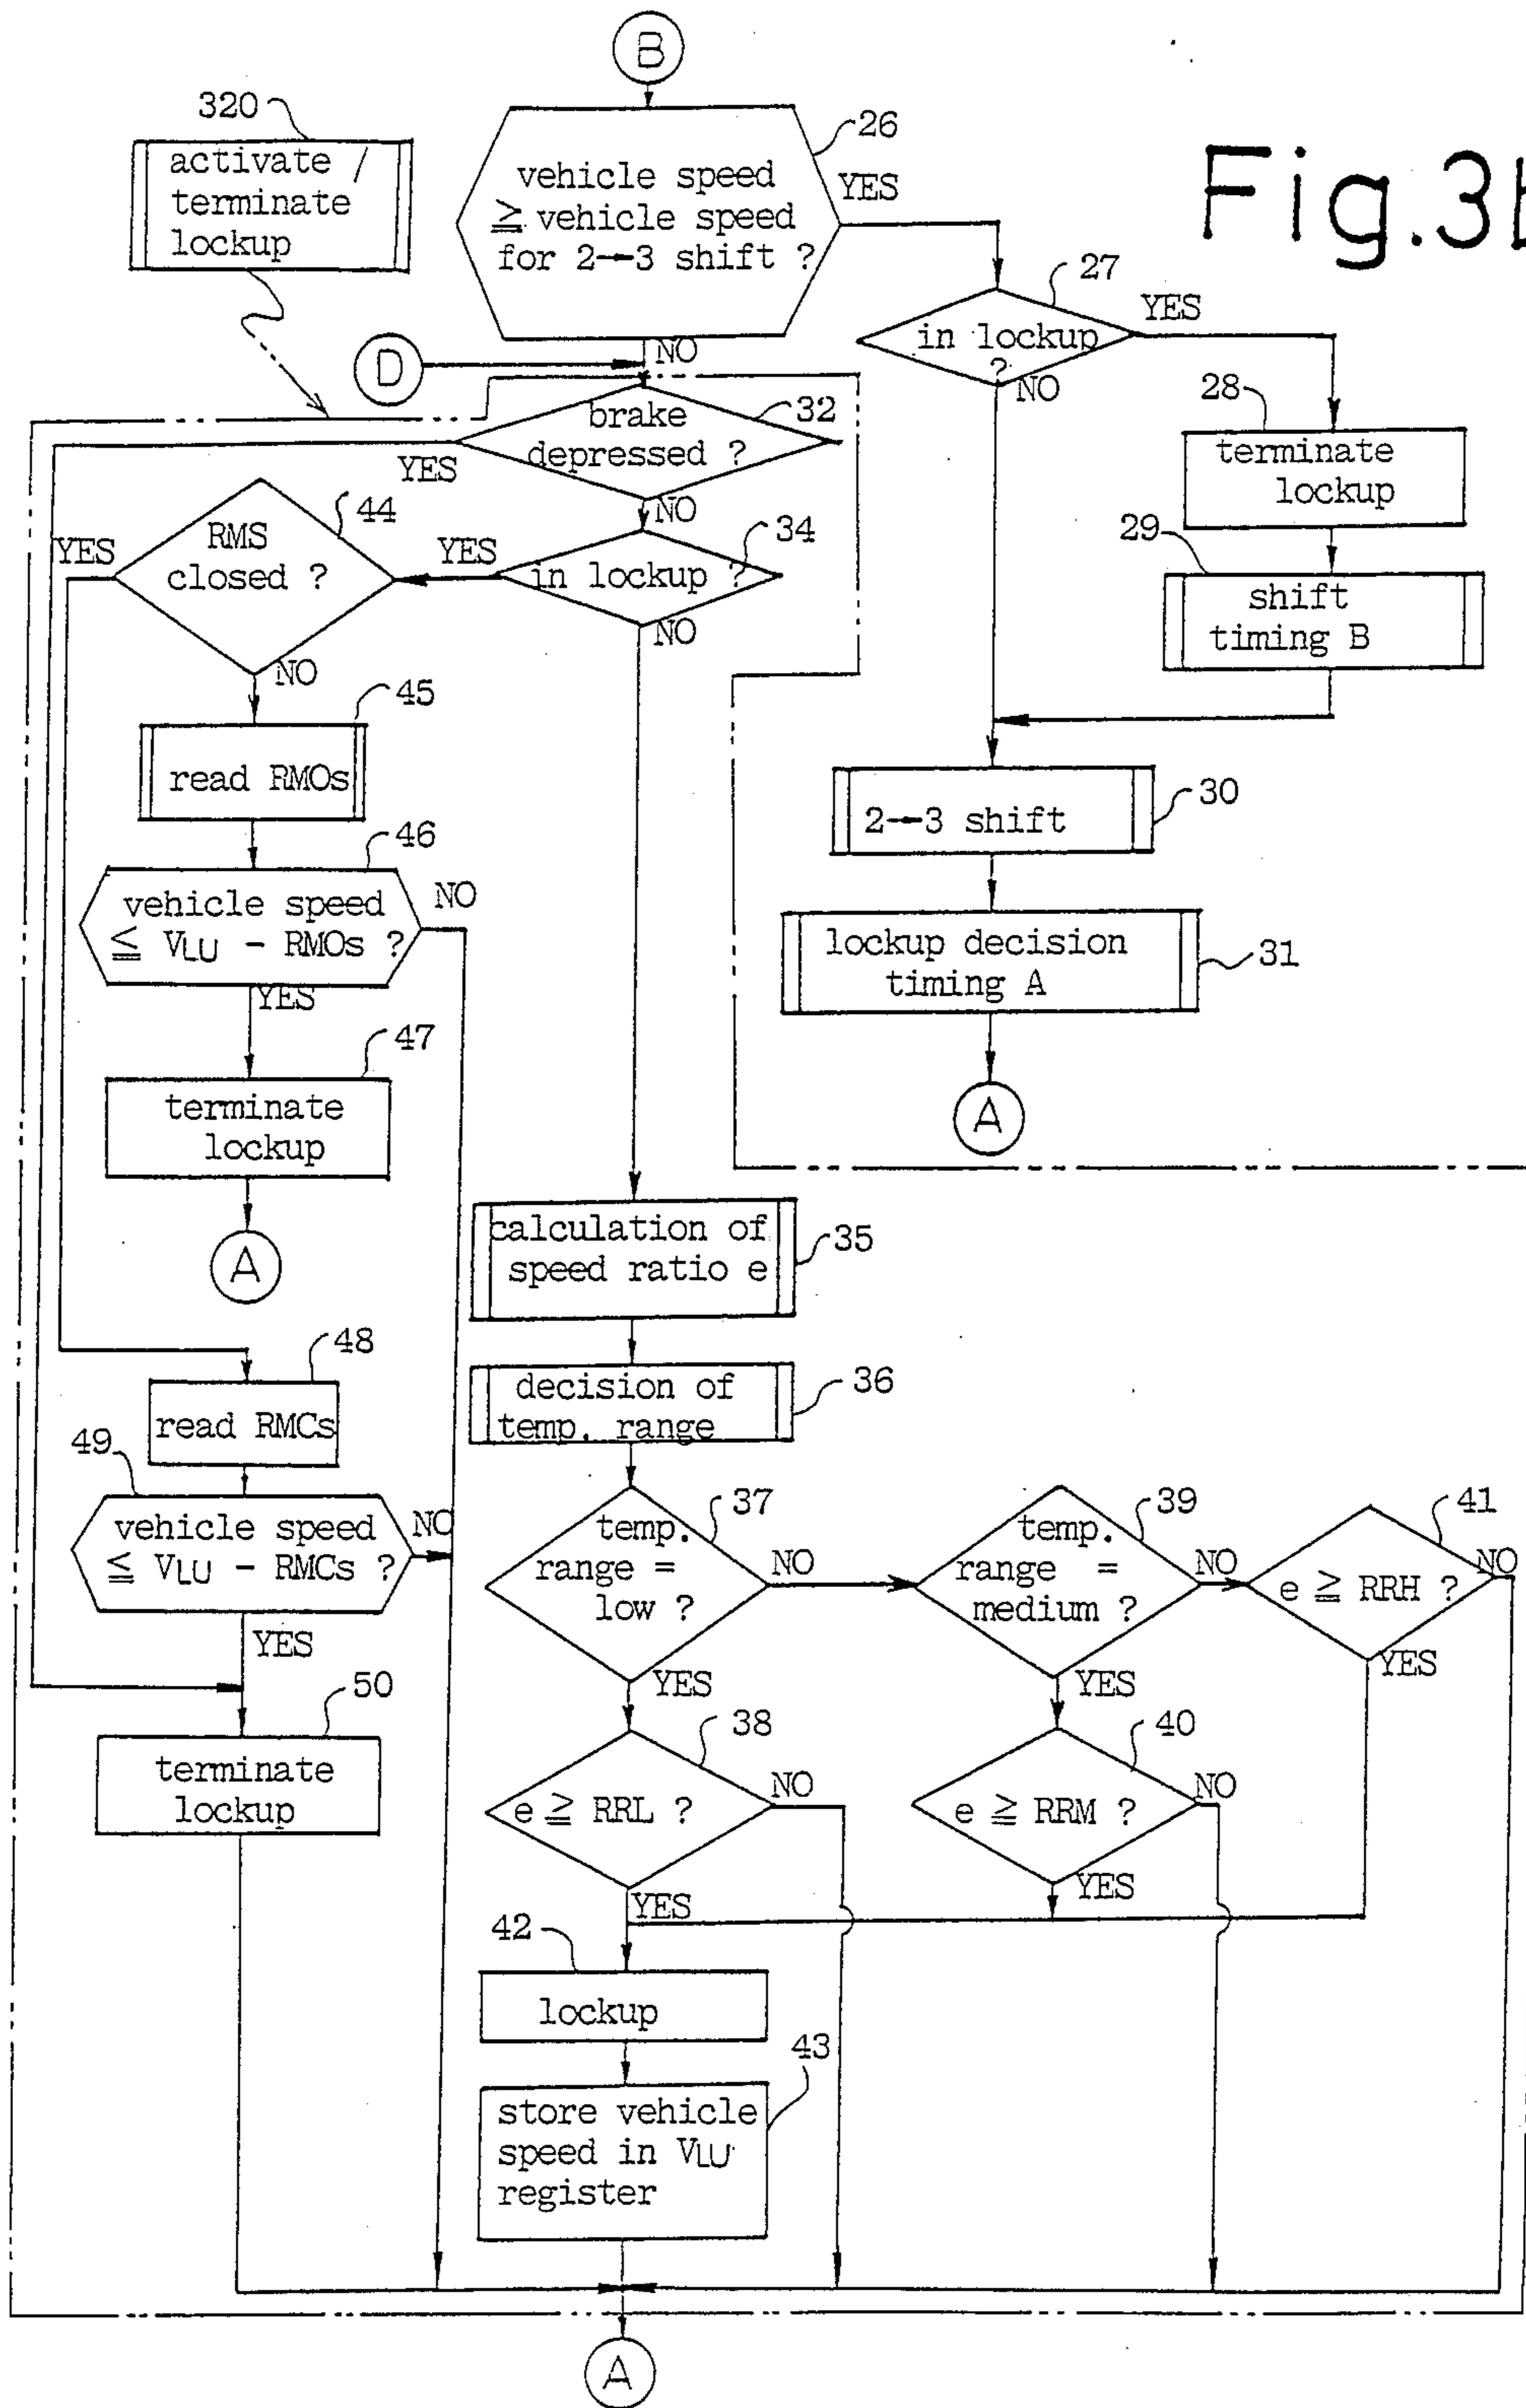 B
320
activate
terminate
lockup
26
vehicle speed
≧ vehicle speed
for 2→3 shift ?
YES
Fig.3b
27
in lockup
?
YES
NO
NO
D
28
terminate
lockup
brake
depressed ?
32
YES
NO
44
RMS
closed ?
YES
NO
34
in lockup ?
YES
NO
29
shift
timing B
45
read RMOs
30
2→3 shift
46
vehicle speed
≦ VLU - RMOs ?
NO
YES
lockup decision
timing A
31
47
terminate
lockup
A
A
calculation of
speed ratio e
35
48
read RMCs
decision of
temp. range
36
49
vehicle speed
≦ VLU - RMCs ?
NO
YES
37
temp.
range =
low ?
NO
YES
39
temp.
range =
medium ?
NO
YES
41
e ≧ RRH ?
NO
YES
50
terminate
lockup
38
e ≧ RRL ?
NO
YES
40
e ≧ RRM ?
NO
YES
42
lockup
43
store vehicle
speed in VLU
register
A